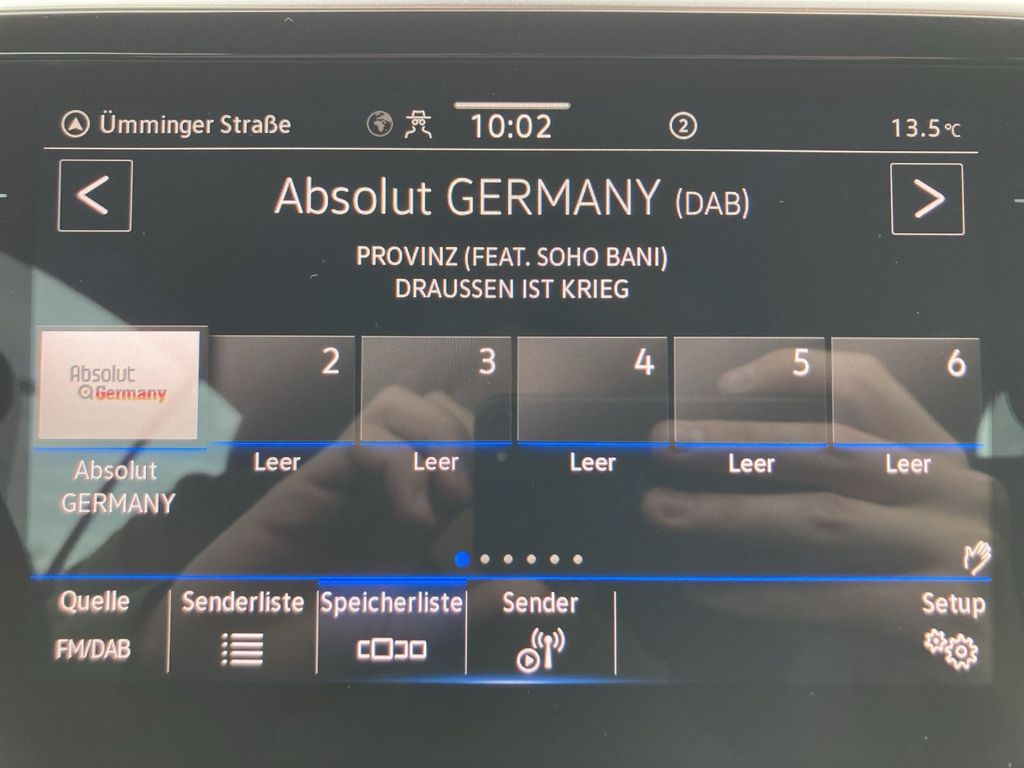 Ümminger Straße
10:02
2
13.5°C
<
Absolut GERMANY (DAB)
>
PROVINZ (FEAT. SOHO BANI)
DRAUSSEN IST KRIEG
Absolut
Germany
2
3
4
5
6
Absolut
GERMANY
Leer
Leer
Leer
Leer
Leer
Quelle
FM/DAB
Senderliste
Speicherliste
Sender
Setup